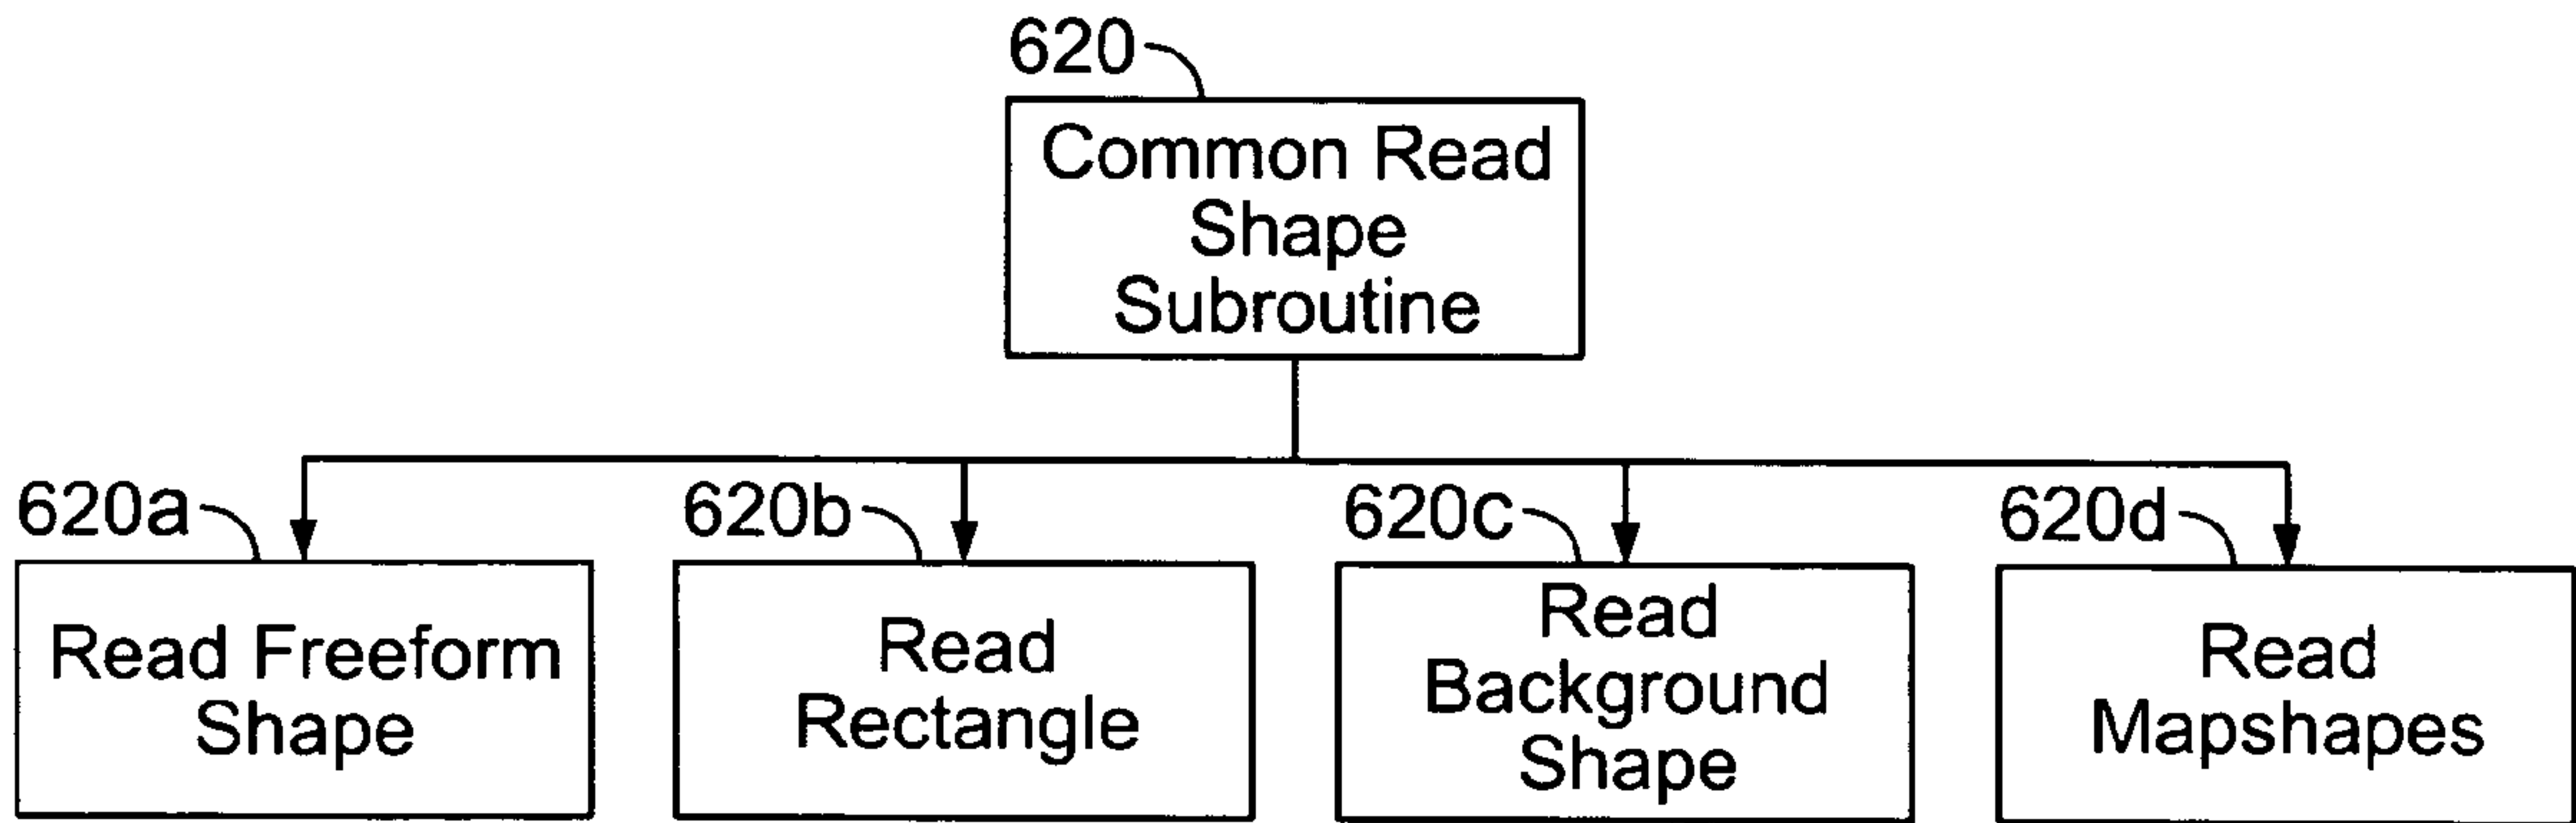 620
Common Read
Shape
Subroutine
620a
Read Freeform
Shape
620b
Read
Rectangle
620c
Read
Background
Shape
620d
Read
Mapshapes